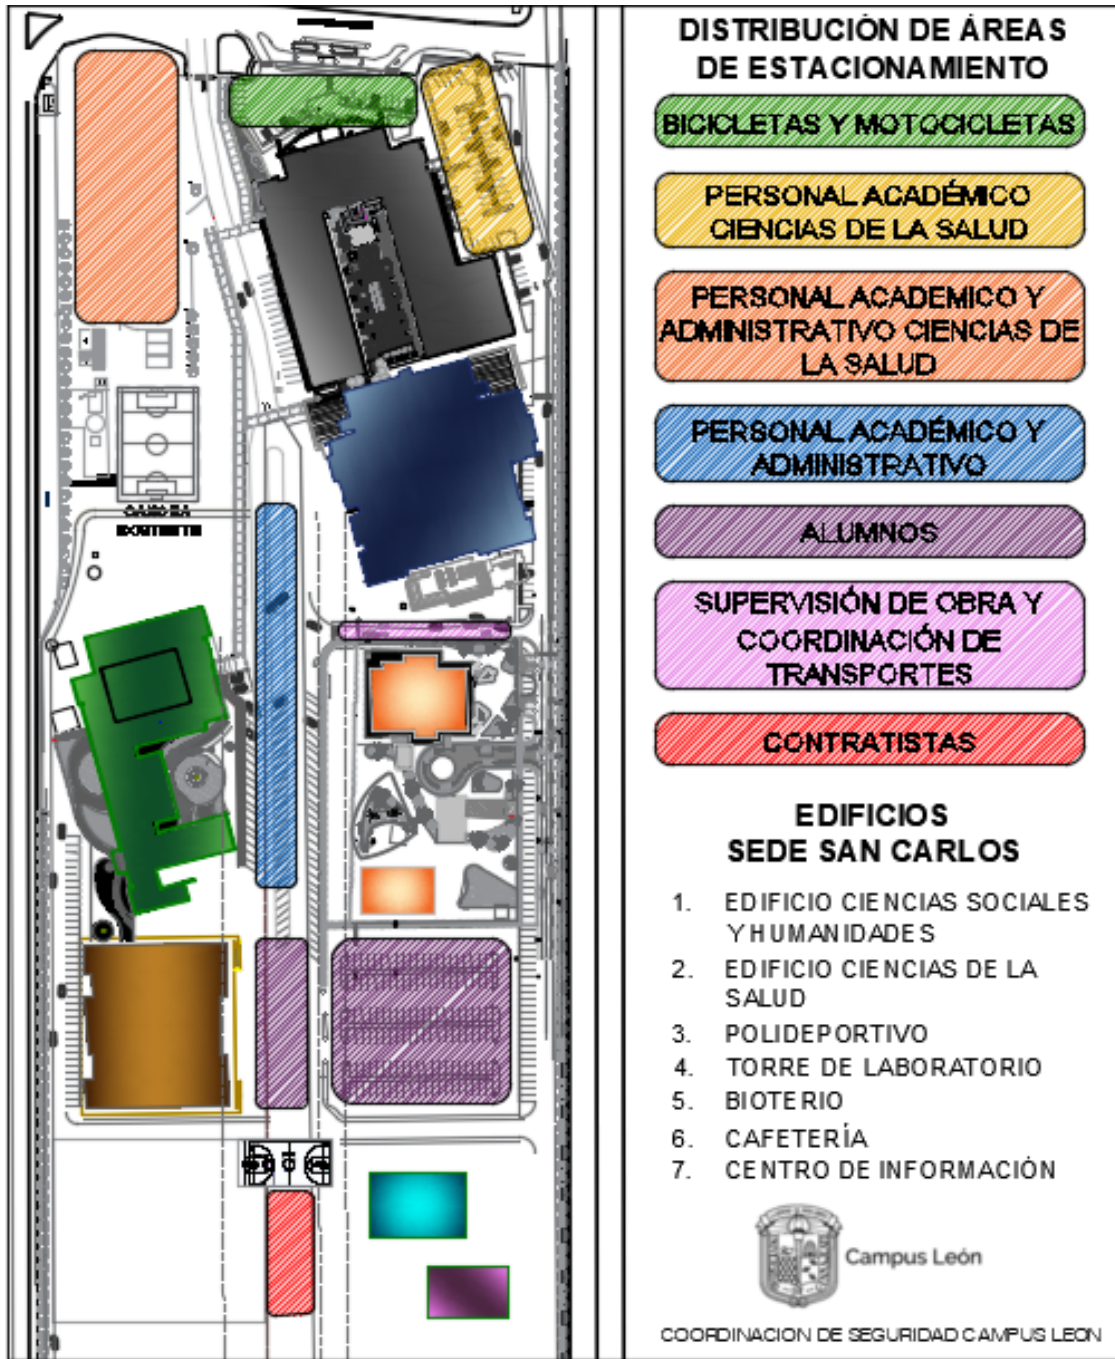 DISTRIBUCIÓN DE ÁREAS
DE ESTACIONAMIENTO
BICICLETAS Y MOTOCICLETAS
PERSONAL ACADÉMICO
CIENCIAS DE LA SALUD
PERSONAL ACADEMICO Y
ADMINISTRATIVO CIENCIAS DE
LA SALUD
PERSONAL ACADÉMICO Y
ADMINISTRATIVO
ALUMNOS
SUPERVISIÓN DE OBRA Y
COORDINACIÓN DE
TRANSPORTES
CONTRATISTAS
EDIFICIOS
SEDE SAN CARLOS
1. EDIFICIO CIENCIAS SOCIALES
Y HUMANIDADES
2. EDIFICIO CIENCIAS DE LA
SALUD
3. POLIDEPORTIVO
4. TORRE DE LABORATORIO
5. BIOTERIO
6. CAFETERÍA
7. CENTRO DE INFORMACIÓN
Campus León
COORDINACION DE SEGURIDAD CAMPUS LEON